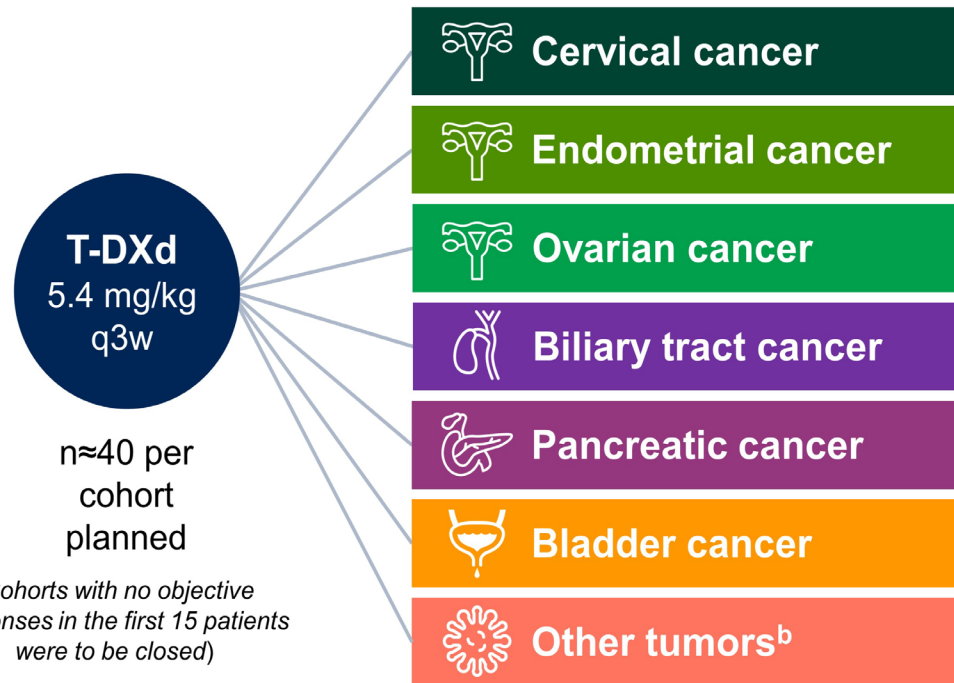 T-DXd
5.4 mg/kg
q3w
n≈40 per
cohort
planned
ohorts with no objective
onses in the first 15 patients
were to be closed)
Cervical cancer
Endometrial cancer
Ovarian cancer
Biliary tract cancer
Pancreatic cancer
Bladder cancer
Other tumorsᵇ